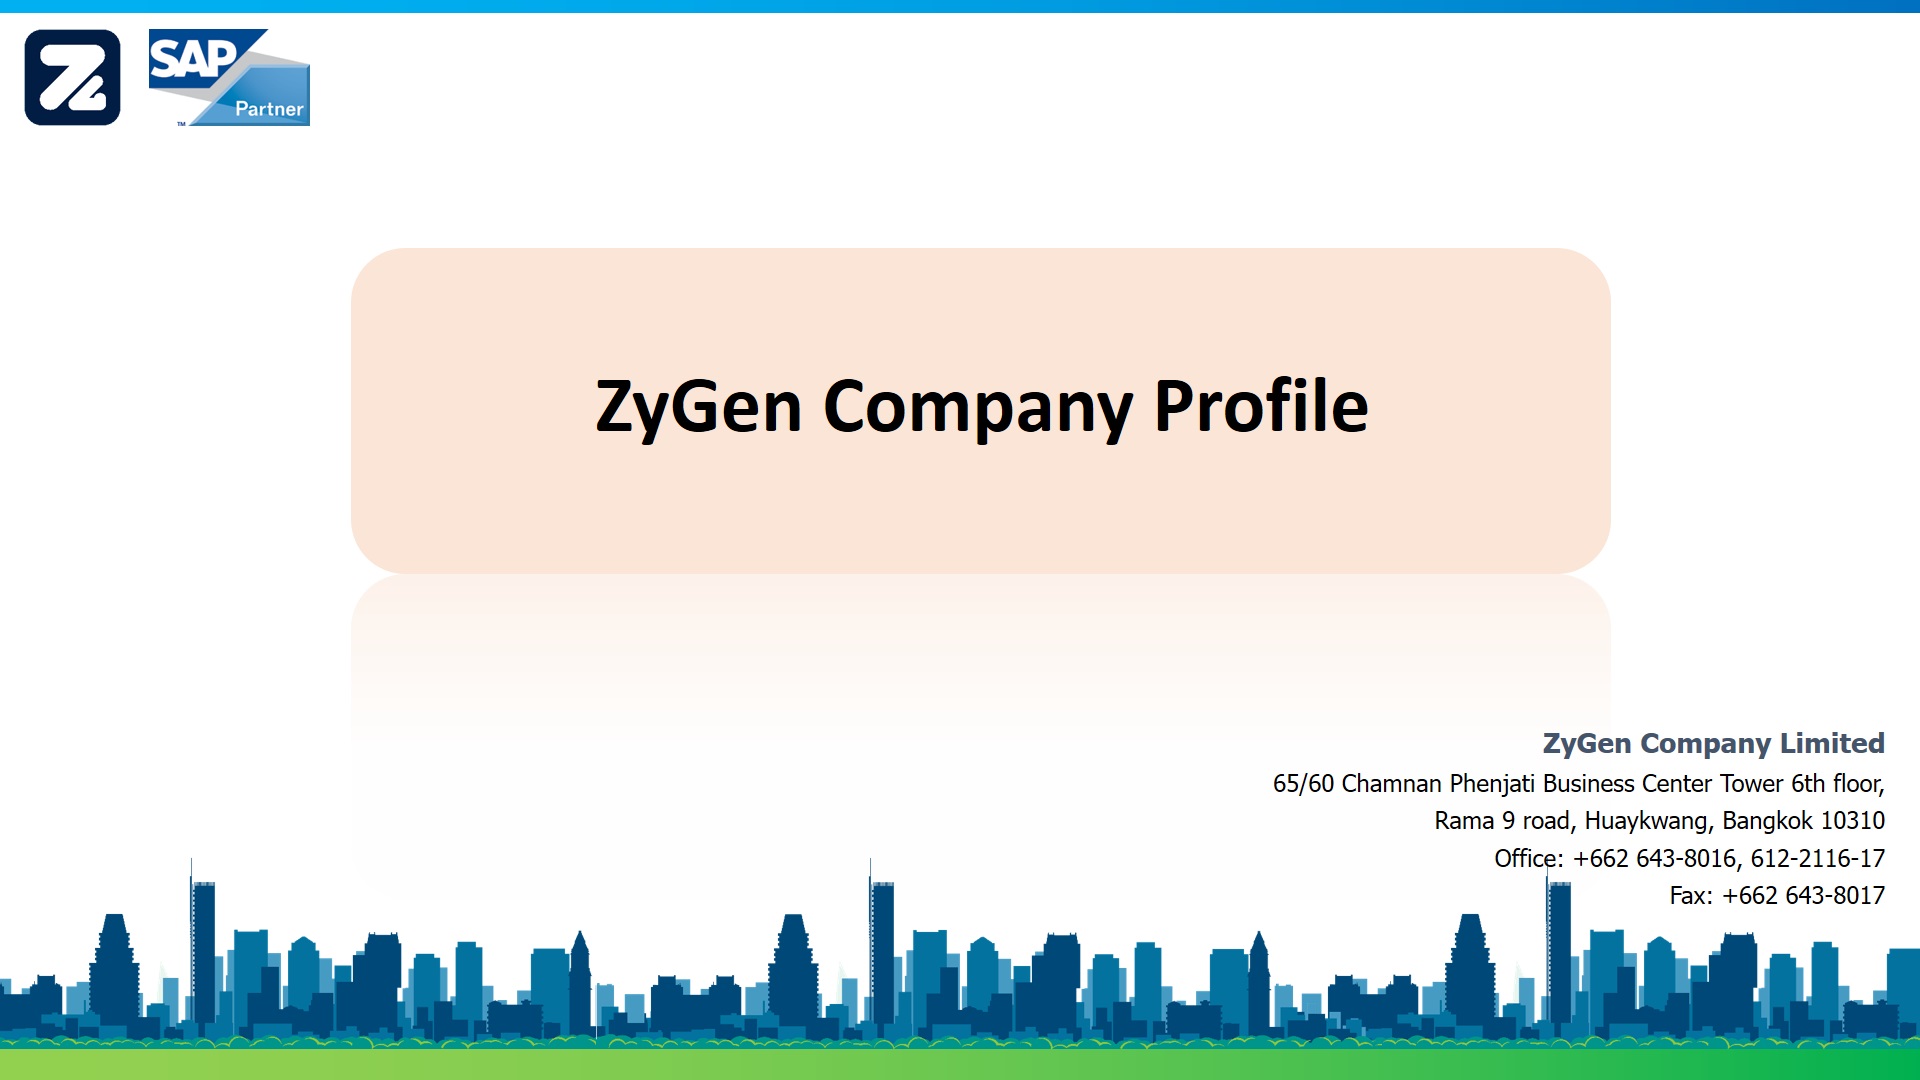 SAP
Partner
TM
ZyGen Company Profile
ZyGen Company Limited
65/60 Chamnan Phenjati Business Center Tower 6th floor,
Rama 9 road, Huaykwang, Bangkok 10310
Office: +662 643-8016, 612-2116-17
Fax: +662 643-8017